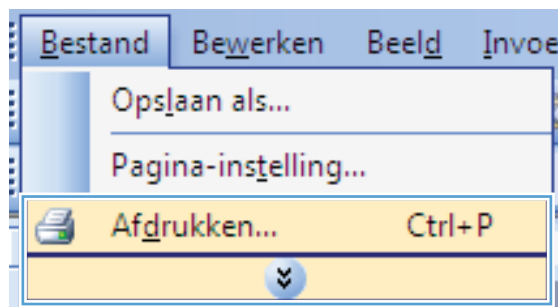 Bestand Bewerken Beeld Invoe
Opslaan als...
Pagina-instelling...
Afdrukken... Ctrl+P